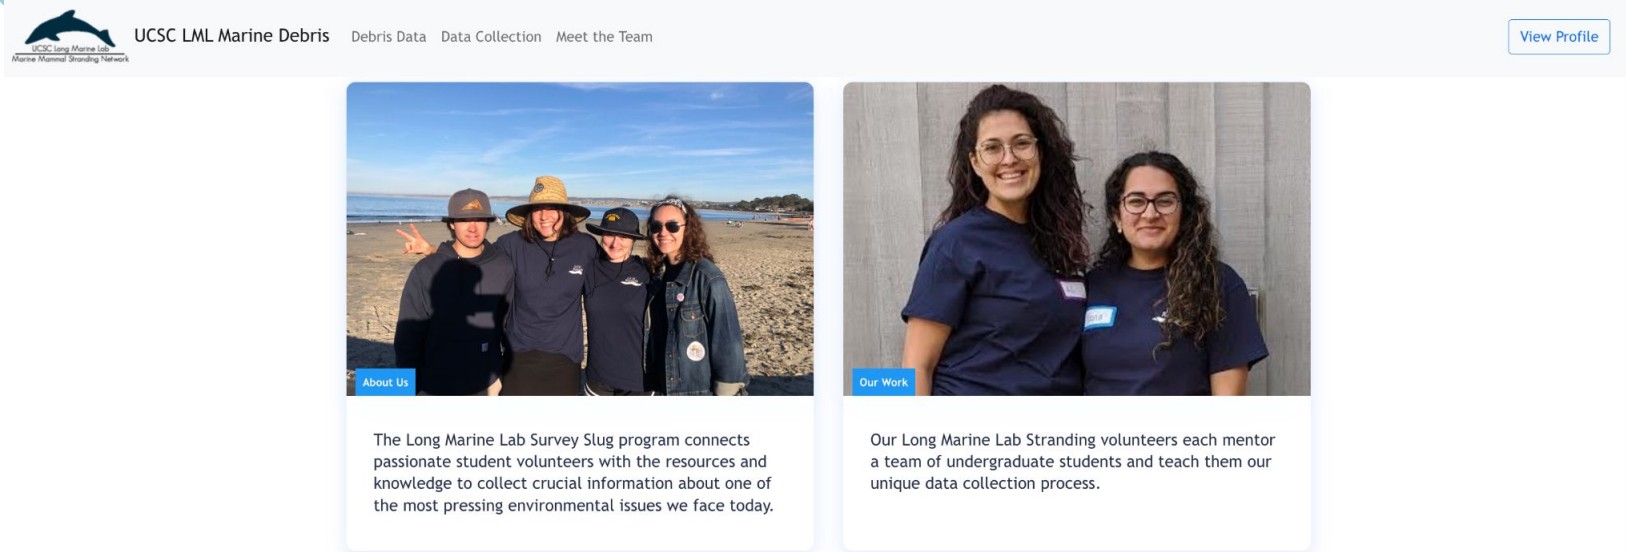 UCSC Long Marine Lab
Marine Mammal Stranding Network
UCSC LML Marine Debris
Debris Data
Data Collection
Meet the Team
View Profile
About Us
The Long Marine Lab Survey Slug program connects
passionate student volunteers with the resources and
knowledge to collect crucial information about one of
the most pressing environmental issues we face today.
Our Work
Our Long Marine Lab Stranding volunteers each mentor
a team of undergraduate students and teach them our
unique data collection process.